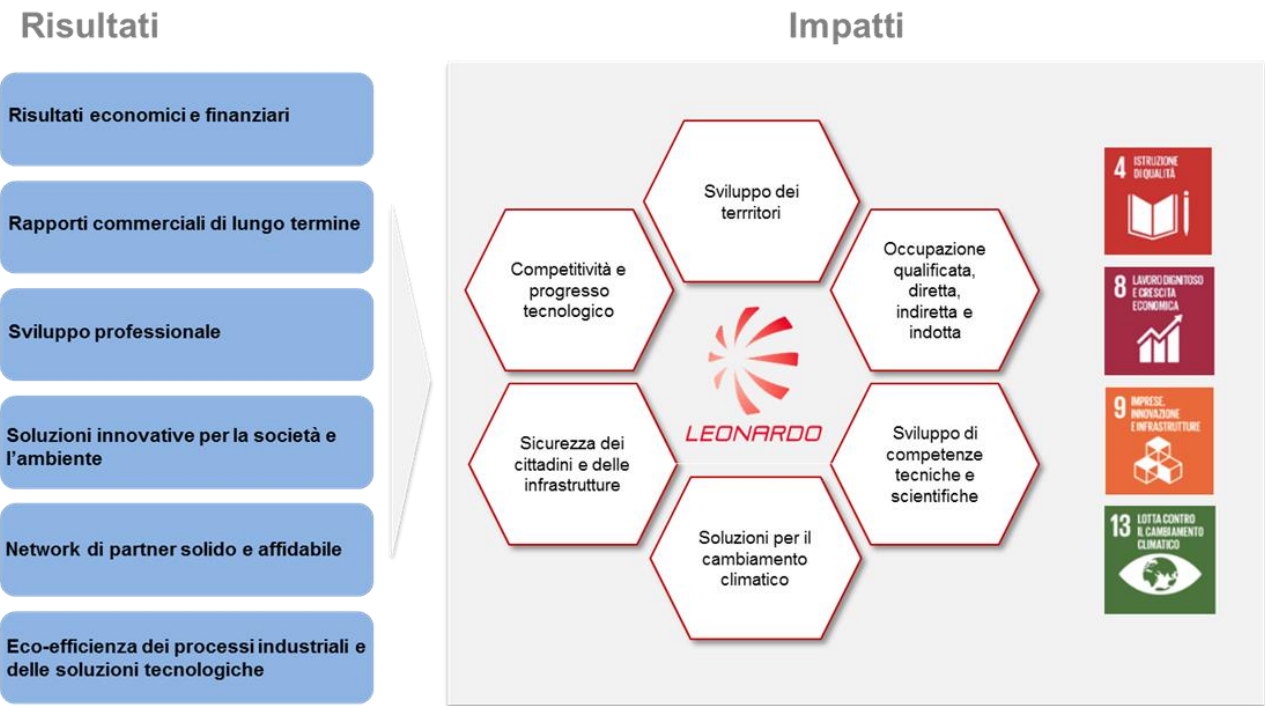 Risultati
Impatti
Risultati economici e finanziari
Rapporti commerciali di lungo termine
Sviluppo professionale
Soluzioni innovative per la società e
l'ambiente
Network di partner solido e affidabile
Eco-efficienza dei processi industriali e
delle soluzioni tecnologiche
Sviluppo dei
terrritori
Competitività e
progresso
tecnologico
Occupazione
qualificata,
diretta,
indiretta e
indotta
LEONARDO
Sicurezza dei
cittadini e delle
infrastrutture
Sviluppo di
competenze
tecniche e
scientifiche
Soluzioni per il
cambiamento
climatico
4 ISTRUZIONE
DI QUALITÀ
8 LAVORO DIGNITOSO
E CRESCITA
ECONOMICA
9 IMPRESE,
INNOVAZIONE
E INFRASTRUTTURE
13 LOTTA CONTRO
IL CAMBIAMENTO
CLIMATICO